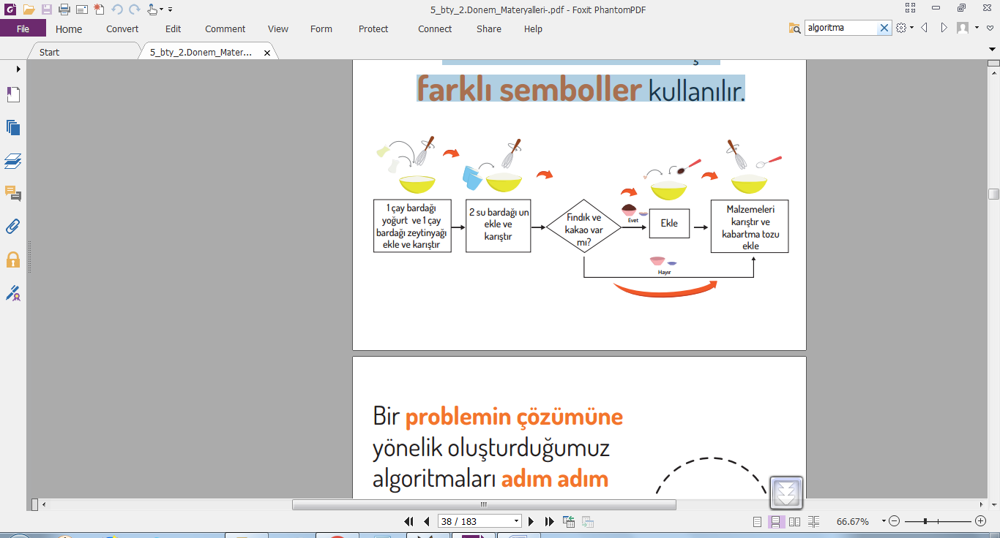 5_bty_2.Donem_Materyalleri-.pdf - Foxit PhantomPDF
File Home Convert Edit Comment View Form Protect Connect Share Help
algoritma
Start
5_bty_2.Donem_Mater...
farklı semboller kullanılır.
1 çay bardağı
yoğurt ve 1 çay
bardağı zeytinyağı
ekle ve karıştır
2 su bardağı un
ekle ve
karıştır
Fındık ve
kakao var
mı?
Evet
Ekle
Malzemeleri
karıştır ve
kabartma tozu
ekle
Hayır
Bir problemin çözümüne
yönelik oluşturduğumuz
algoritmaları adım adım
38 / 183
66.67%